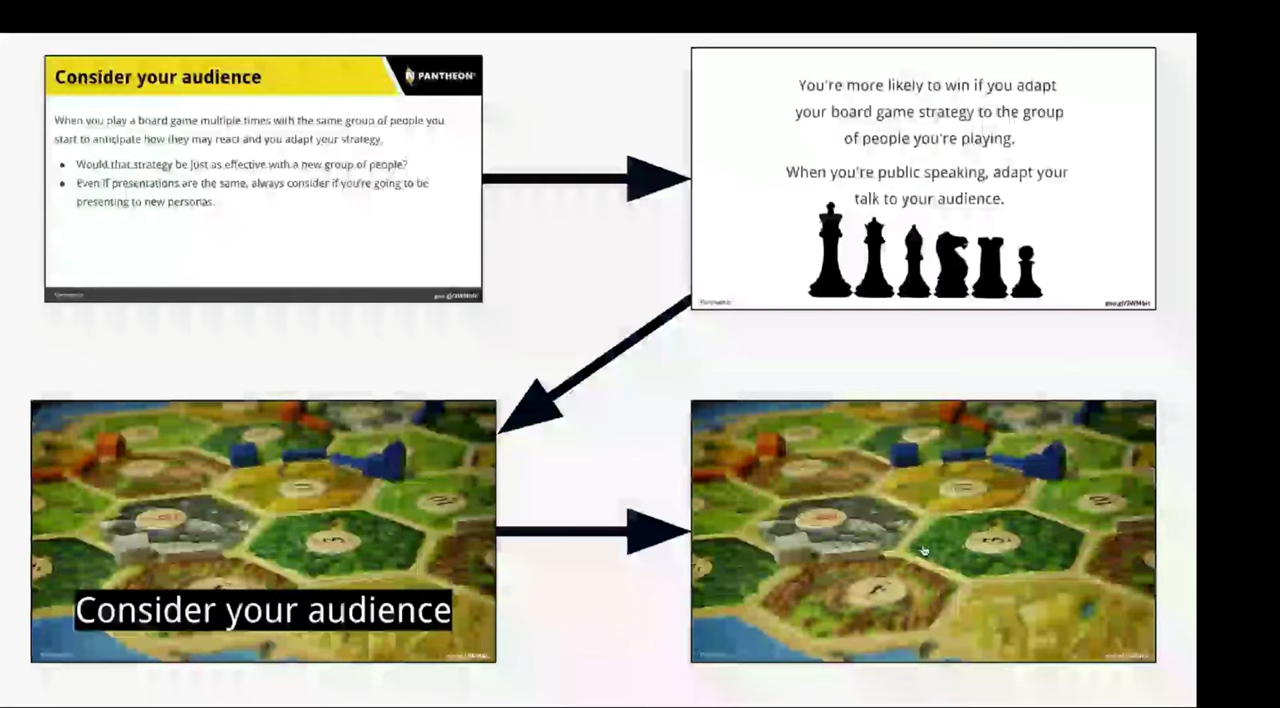 Consider your audience
PANTHEON
When you play a board game multiple times with the same group of people you
start to anticipate how they may react and you adapt your strategy.
• Would that strategy be just as effective with a new group of people?
• Even if presentations are the same, always consider if you're going to be
presenting to new personas.
You're more likely to win if you adapt
your board game strategy to the group
of people you're playing.
When you're public speaking, adapt your
talk to your audience.
Consider your audience